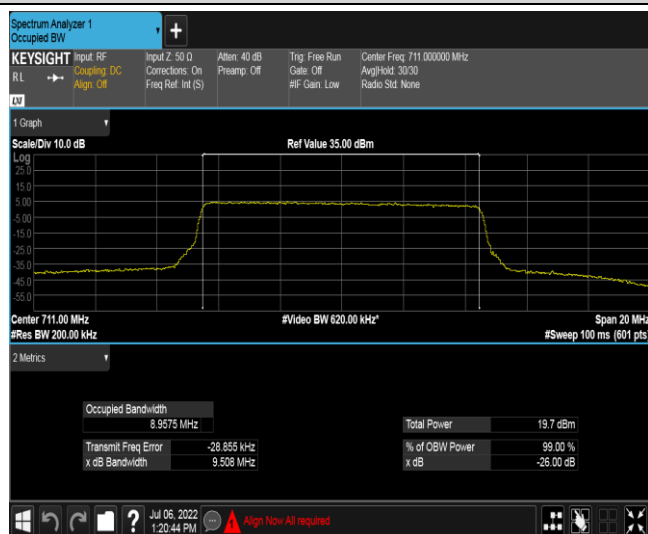 Spectrum Analyzer 1
Occupied BW
+
KEYSIGHT Input: RF Input Z: 50 Ω Atten: 40 dB Trig: Free Run Center Freq: 711.000000 MHz
RL Coupling: DC Corrections: On Preamp: Off Gate: Off Avg|Hold: 30/30
Align: Off Freq Ref: Int (S) #IF Gain: Low Radio Std: None
LXI
1 Graph
Scale/Div 10.0 dB Ref Value 35.00 dBm
Log
25.0
15.0
5.00
-5.00
-15.0
-25.0
-35.0
-45.0
-55.0
Center 711.00 MHz #Video BW 620.00 kHz* Span 20 MHz
#Res BW 200.00 kHz #Sweep 100 ms (601 pts)
2 Metrics
Occupied Bandwidth
8.9575 MHz Total Power 19.7 dBm
Transmit Freq Error -28.855 kHz % of OBW Power 99.00 %
x dB Bandwidth 9.508 MHz x dB -26.00 dB
? Jul 06, 2022
1:20:44 PM Align Now All required